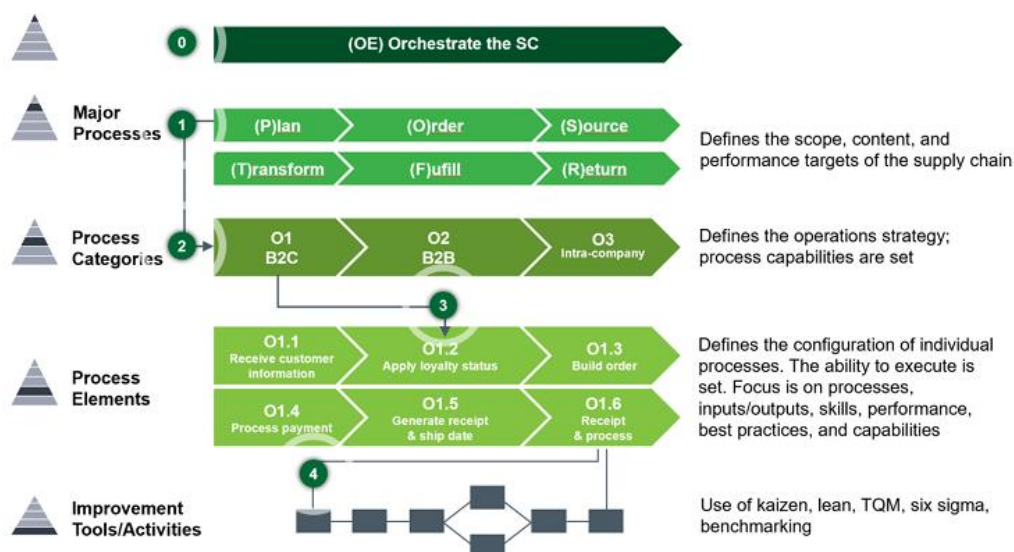 0
(OE) Orchestrate the SC
Major
Processes
1
(P)lan
(O)rder
(S)ource
(T)ransform
(F)ufill
(R)eturn
Defines the scope, content, and
performance targets of the supply chain
Process
Categories
2
O1
B2C
O2
B2B
O3
Intra-company
Defines the operations strategy;
process capabilities are set
3
Process
Elements
O1.1
Receive customer
information
O1.2
Apply loyalty status
O1.3
Build order
O1.4
Process payment
O1.5
Generate receipt
& ship date
O1.6
Receipt
& process
Defines the configuration of individual
processes. The ability to execute is
set. Focus is on processes,
inputs/outputs, skills, performance,
best practices, and capabilities
4
Improvement
Tools/Activities
Use of kaizen, lean, TQM, six sigma,
benchmarking